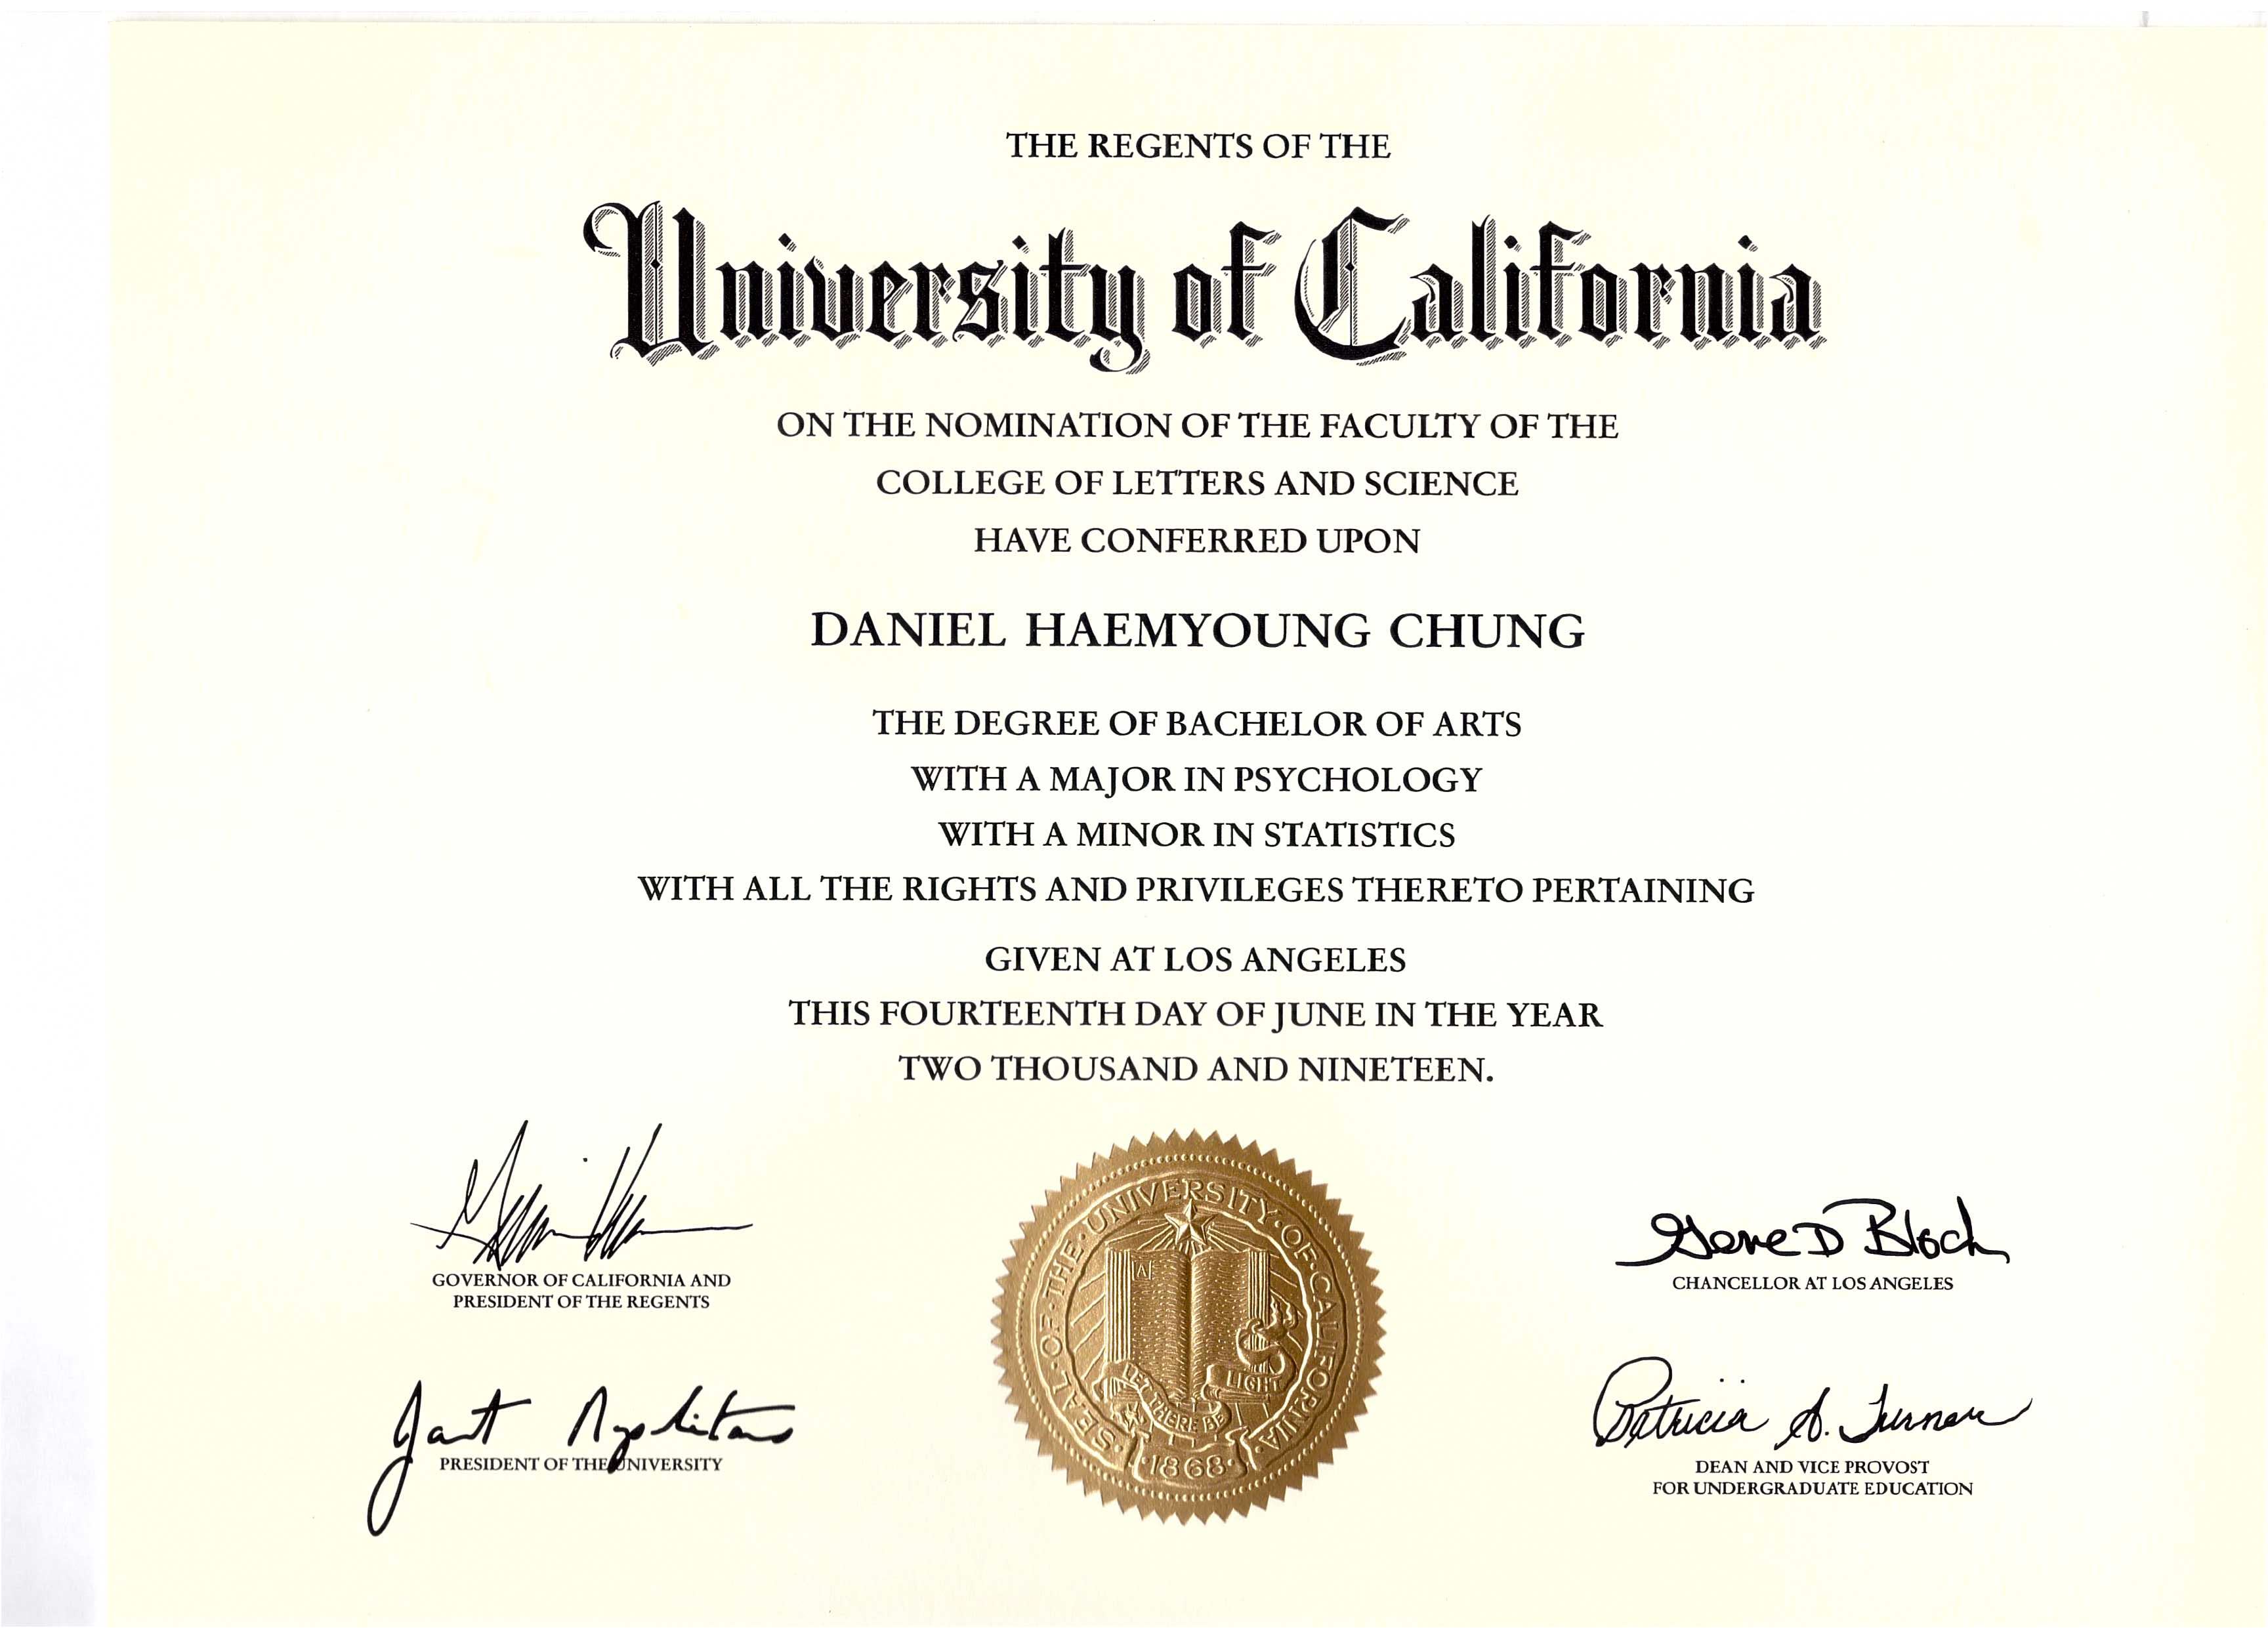 THE REGENTS OF THE
University of California
ON THE NOMINATION OF THE FACULTY OF THE
COLLEGE OF LETTERS AND SCIENCE
HAVE CONFERRED UPON
DANIEL HAEMYOUNG CHUNG
THE DEGREE OF BACHELOR OF ARTS
WITH A MAJOR IN PSYCHOLOGY
WITH A MINOR IN STATISTICS
WITH ALL THE RIGHTS AND PRIVILEGES THERETO PERTAINING
GIVEN AT LOS ANGELES
THIS FOURTEENTH DAY OF JUNE IN THE YEAR
TWO THOUSAND AND NINETEEN.
GOVERNOR OF CALIFORNIA AND
PRESIDENT OF THE REGENTS
PRESIDENT OF THE UNIVERSITY
SEAL·OF·THE·UNIVERSITY·OF·CALIFORNIA·
A
LET THERE BE LIGHT
·1868·
Gene D Block
CHANCELLOR AT LOS ANGELES
Patricia A. Turner
DEAN AND VICE PROVOST
FOR UNDERGRADUATE EDUCATION